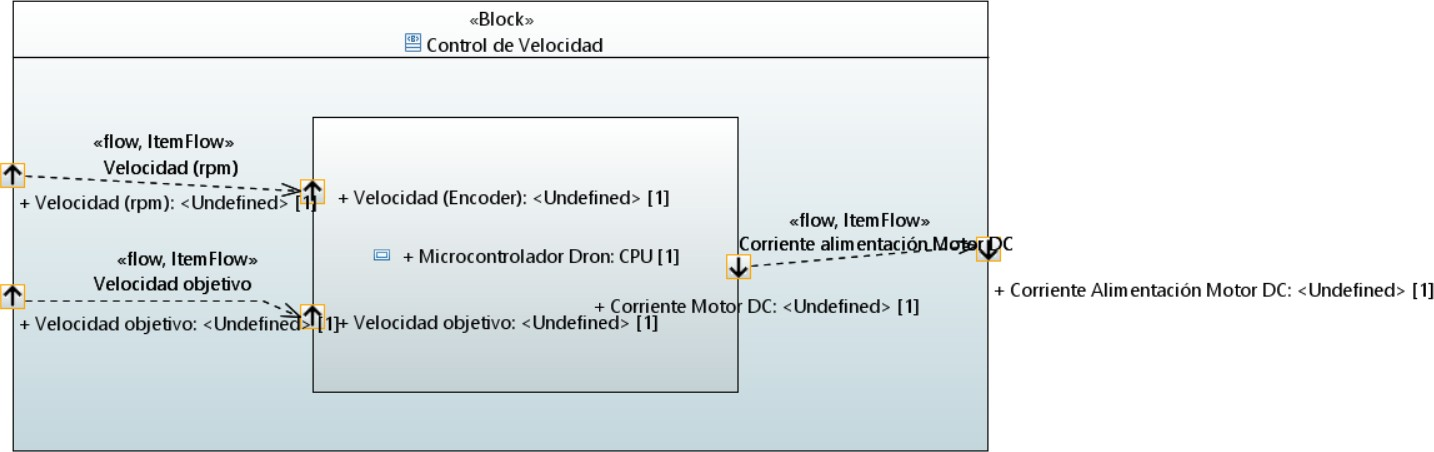 «Block»
Control de Velocidad
«flow, ItemFlow»
Velocidad (rpm)
+ Velocidad (rpm): <Undefined> [1]
+ Velocidad (Encoder): <Undefined> [1]
«flow, ItemFlow»
Corriente alimentación Motor DC
+ Microcontrolador Dron: CPU [1]
«flow, ItemFlow»
Velocidad objetivo
+ Corriente Alimentación Motor DC: <Undefined> [1]
+ Corriente Motor DC: <Undefined> [1]
+ Velocidad objetivo: <Undefined> [1]
+ Velocidad objetivo: <Undefined> [1]